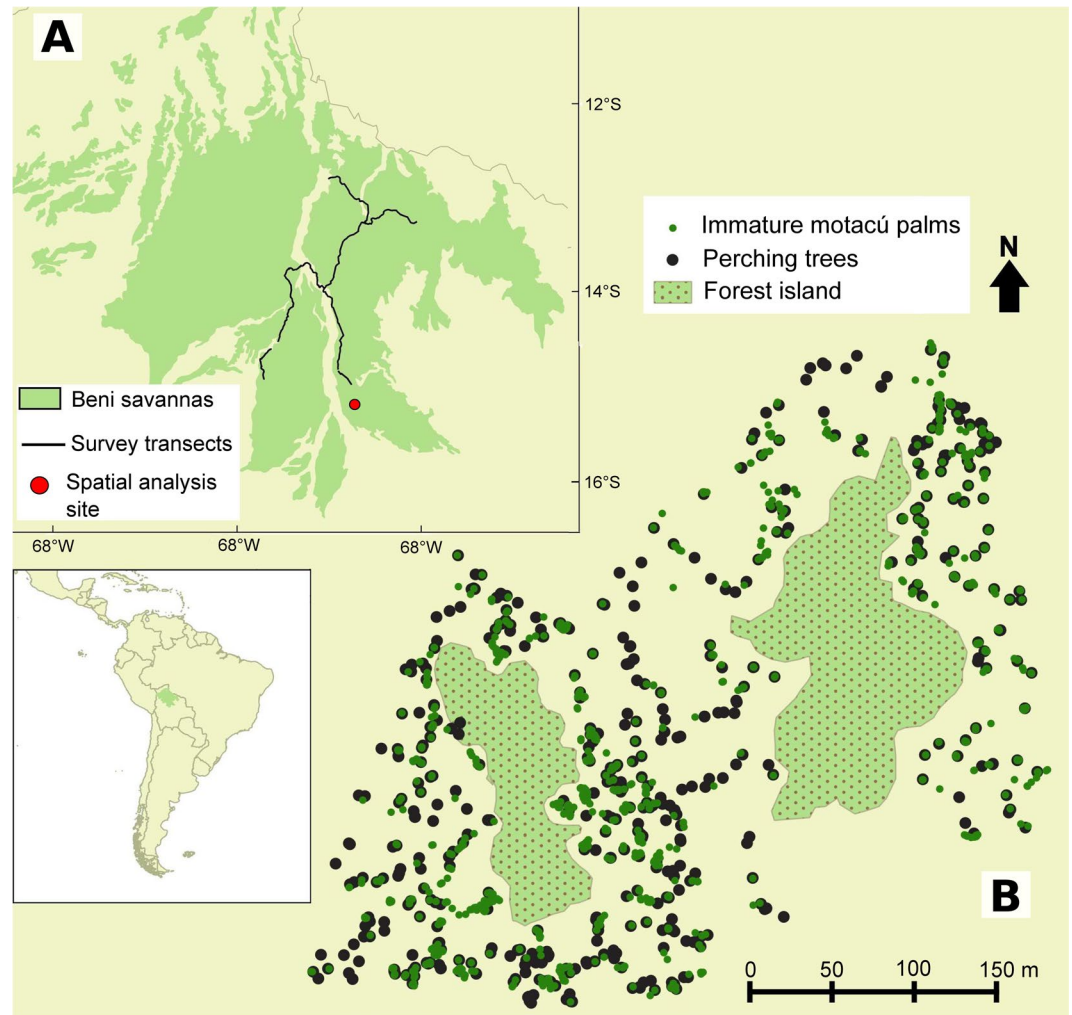 A
12°S
14°S
16°S
Beni savannas
Survey transects
Spatial analysis
site
68°W
68°W
68°W
Immature motacú palms
Perching trees
Forest island
N
B
0
50
100
150 m